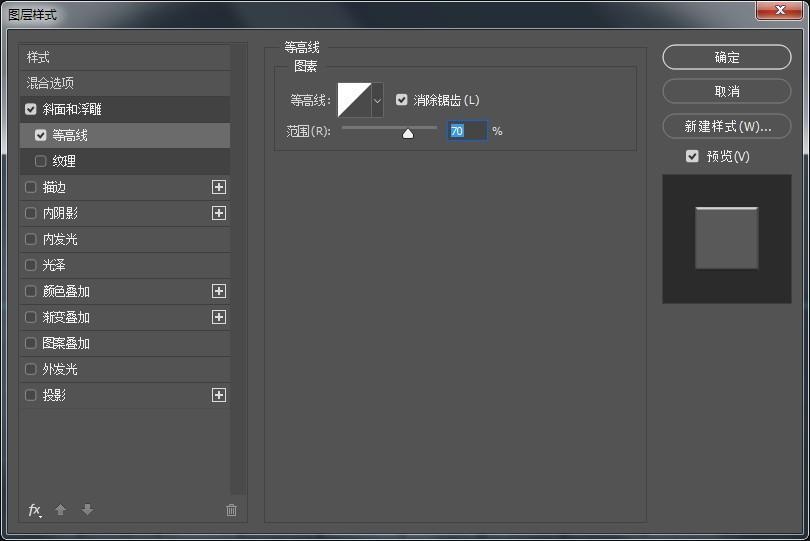 图层样式
样式
混合选项
斜面和浮雕
等高线
纹理
描边
内阴影
内发光
光泽
颜色叠加
渐变叠加
图案叠加
外发光
投影
fx
等高线
图素
等高线: 消除锯齿(L)
范围(R): 70 %
确定
取消
新建样式(W)...
预览(V)